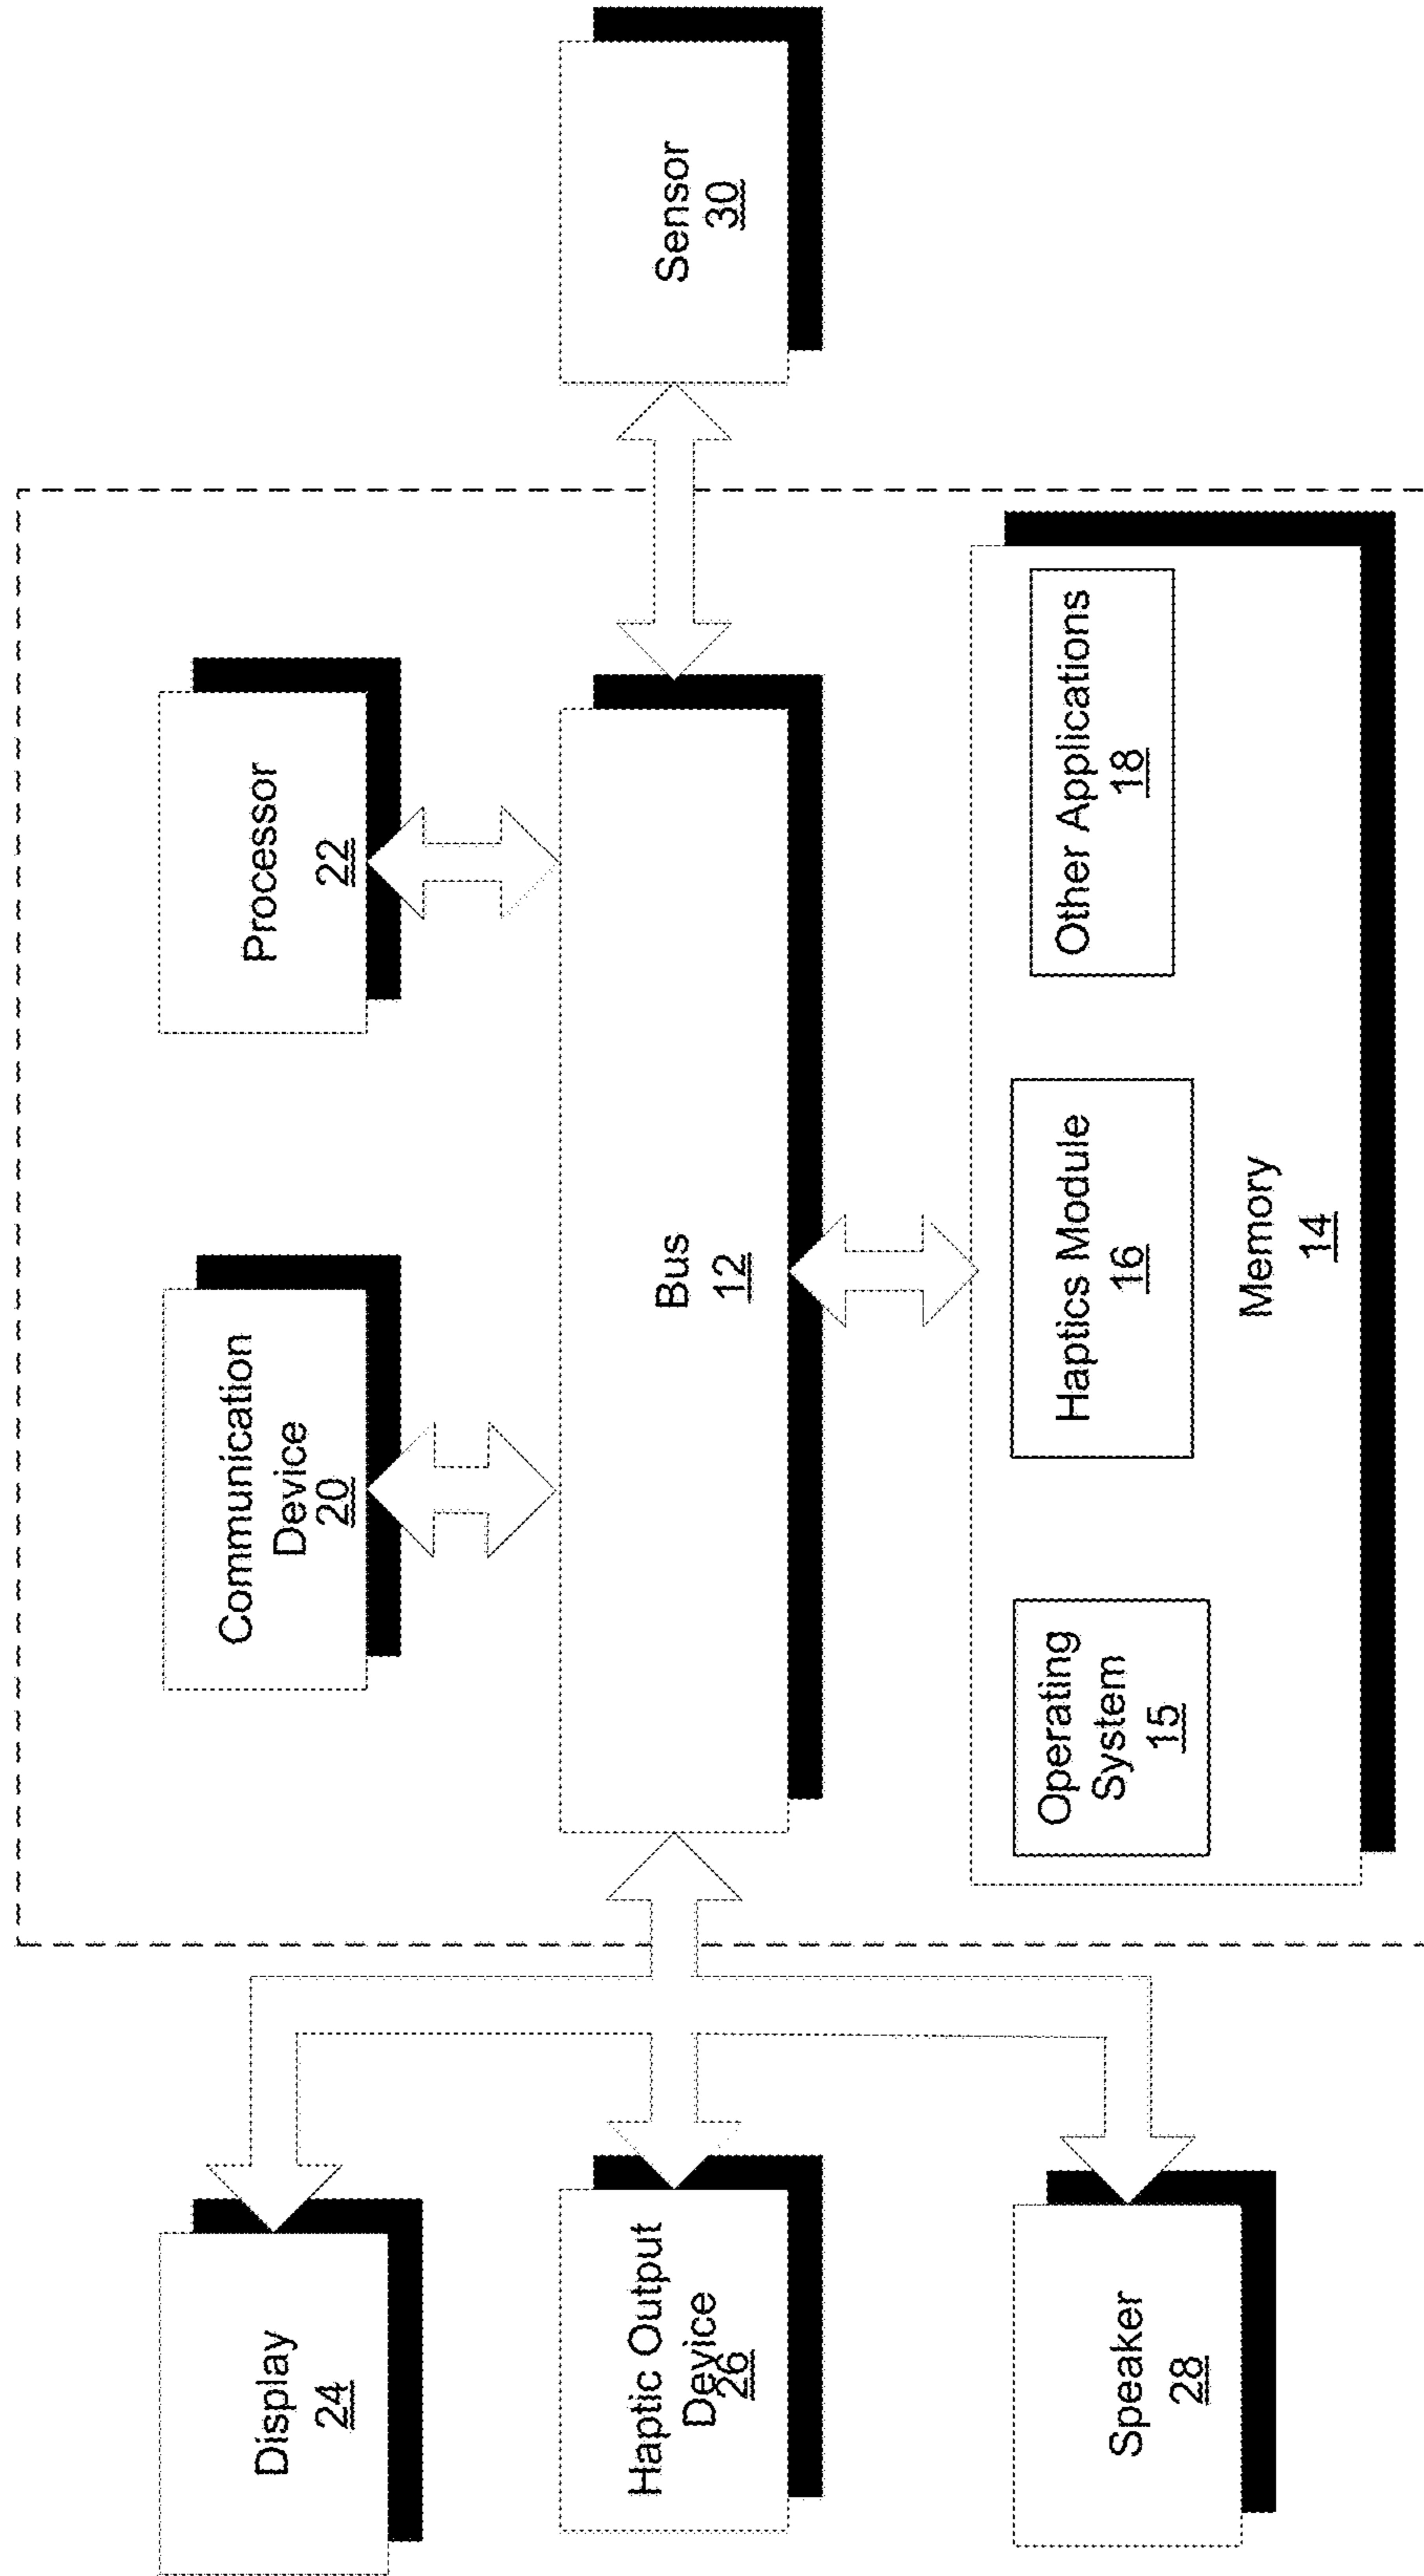 Display
24
Haptic Output
Device
26
Speaker
28
Communication
Device
20
Processor
22
Bus
12
Operating
System
15
Haptics Module
16
Other Applications
18
Memory
14
Sensor
30